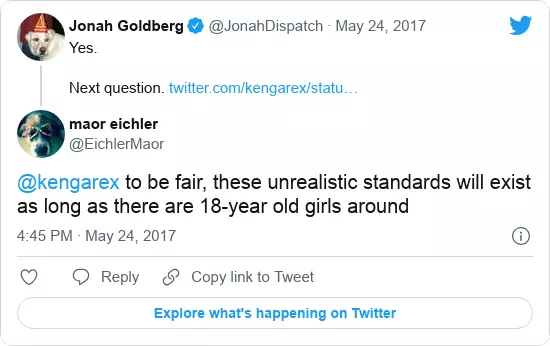 Jonah Goldberg @JonahDispatch · May 24, 2017
Yes.
Next question. twitter.com/kengarex/statu…
maor eichler
@EichlerMaor
@kengarex to be fair, these unrealistic standards will exist
as long as there are 18-year old girls around
4:45 PM · May 24, 2017
Reply Copy link to Tweet
Explore what's happening on Twitter